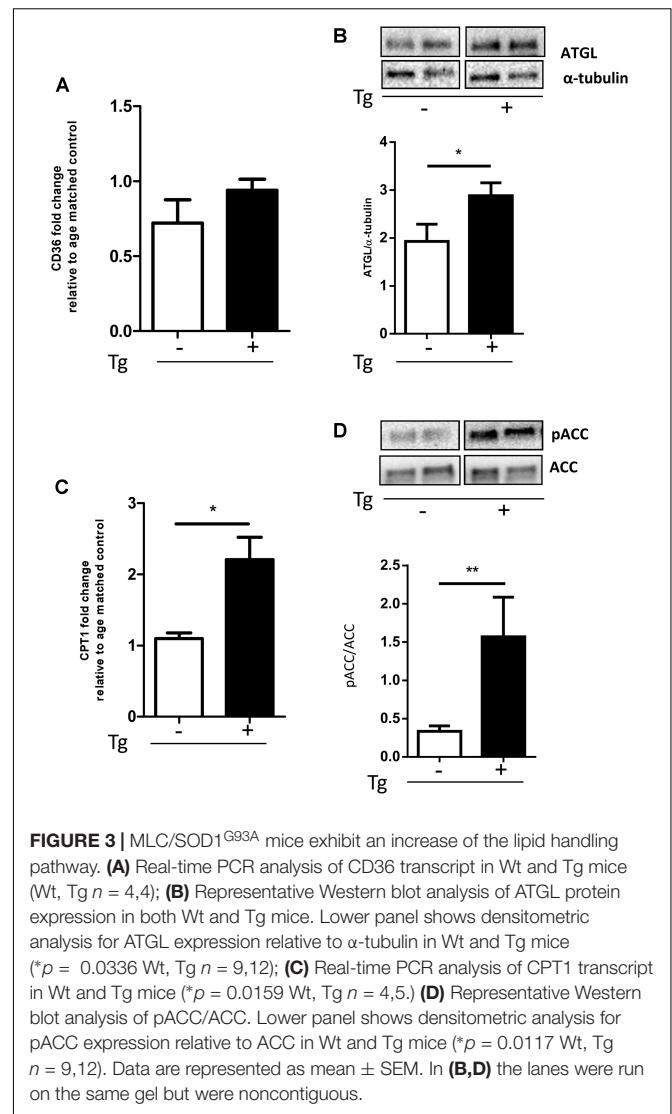 B
ATGL
α-tubulin
Tg
- +
A
1.5
1.0
0.5
0.0
CD36 fold change
relative to age matched control
- +
Tg
4
3
2
1
0
ATGL/α-tubulin
*
- +
Tg
D
pACC
ACC
Tg
- +
C
3
2
1
0
CPT1 fold change
relative to age matched control
*
- +
Tg
2.5
2.0
1.5
1.0
0.5
0.0
pACC/ACC
**
- +
Tg
FIGURE 3 | MLC/SOD1G93A mice exhibit an increase of the lipid handling
pathway. (A) Real-time PCR analysis of CD36 transcript in Wt and Tg mice
(Wt, Tg n = 4,4); (B) Representative Western blot analysis of ATGL protein
expression in both Wt and Tg mice. Lower panel shows densitometric
analysis for ATGL expression relative to α-tubulin in Wt and Tg mice
(*p = 0.0336 Wt, Tg n = 9,12); (C) Real-time PCR analysis of CPT1 transcript
in Wt and Tg mice (*p = 0.0159 Wt, Tg n = 4,5.) (D) Representative Western
blot analysis of pACC/ACC. Lower panel shows densitometric analysis for
pACC expression relative to ACC in Wt and Tg mice (*p = 0.0117 Wt, Tg
n = 9,12). Data are represented as mean ± SEM. In (B,D) the lanes were run
on the same gel but were noncontiguous.